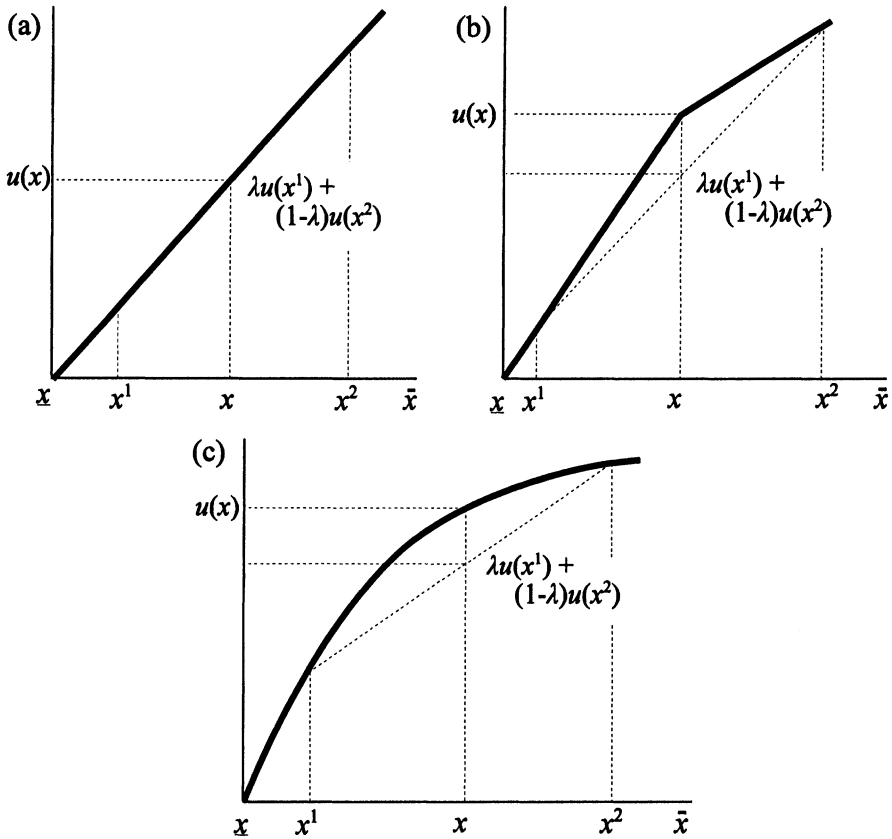 (a)
u(x)
λu(x¹) +
(1-λ)u(x²)
x̲ x¹ x x² x̄
(b)
u(x)
λu(x¹) +
(1-λ)u(x²)
x̲ x¹ x x² x̄
(c)
u(x)
λu(x¹) +
(1-λ)u(x²)
x̲ x¹ x x² x̄